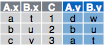 A.x B.x C A.y B.y
a t 1 d w
b u 2 b u
c v 3 a t